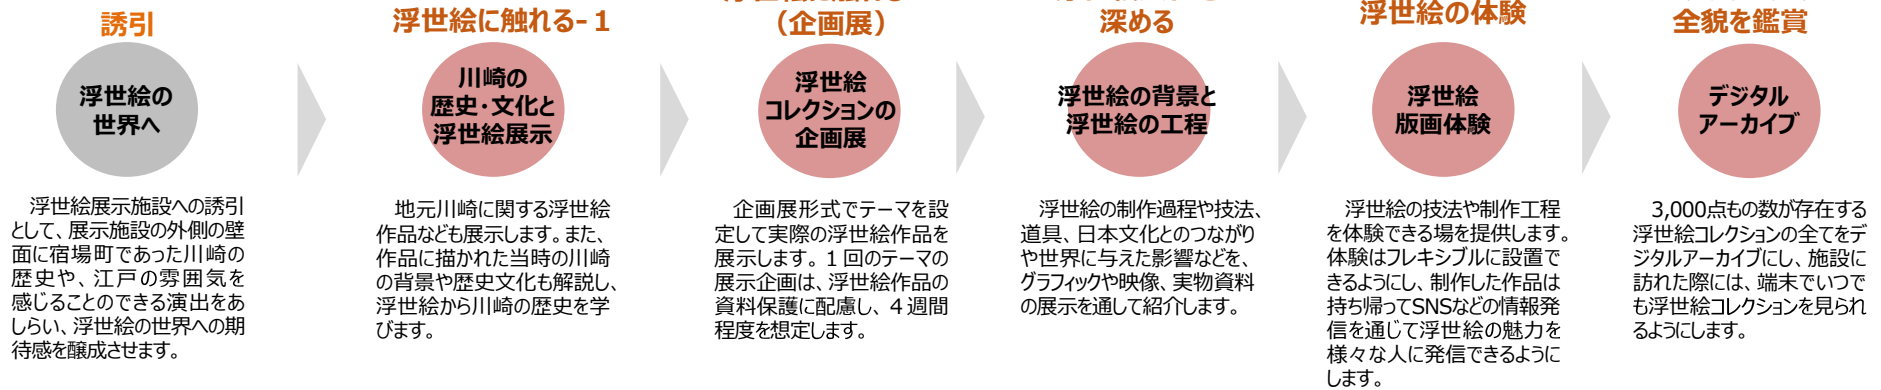 誘引
浮世絵の
世界へ
浮世絵展示施設への誘引
として、展示施設の外側の壁
面に宿場町であった川崎の
歴史や、江戸の雰囲気を
感じることのできる演出をあ
しらい、浮世絵の世界への期
待感を醸成させます。
浮世絵に触れる-１
川崎の
歴史・文化と
浮世絵展示
地元川崎に関する浮世絵
作品なども展示します。また、
作品に描かれた当時の川崎
の背景や歴史文化も解説し、
浮世絵から川崎の歴史を学
びます。
（企画展）
浮世絵
コレクションの
企画展
企画展形式でテーマを設
定して実際の浮世絵作品を
展示します。１回のテーマの
展示企画は、浮世絵作品の
資料保護に配慮し、４週間
程度を想定します。
深める
浮世絵の背景と
浮世絵の工程
浮世絵の制作過程や技法、
道具、日本文化とのつながり
や世界に与えた影響などを、
グラフィックや映像、実物資料
の展示を通して紹介します。
浮世絵の体験
浮世絵
版画体験
浮世絵の技法や制作工程
を体験できる場を提供します。
体験はフレキシブルに設置で
きるようにし、制作した作品は
持ち帰ってSNSなどの情報発
信を通じて浮世絵の魅力を
様々な人に発信できるように
します。
全貌を鑑賞
デジタル
アーカイブ
3,000点もの数が存在する
浮世絵コレクションの全てをデ
ジタルアーカイブにし、施設に
訪れた際には、端末でいつで
も浮世絵コレクションを見られ
るようにします。